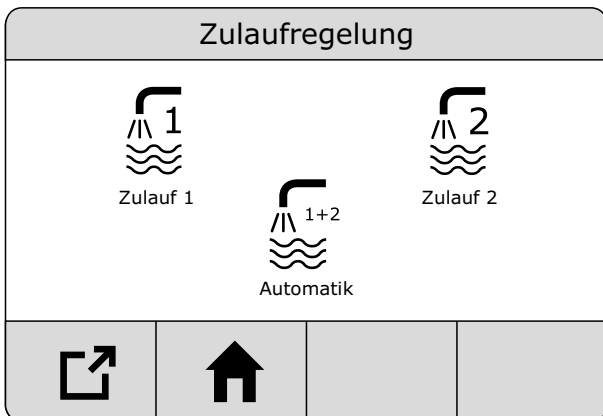 Zulaufregelung
1
2
Zulauf 1
Zulauf 2
1+2
Automatik